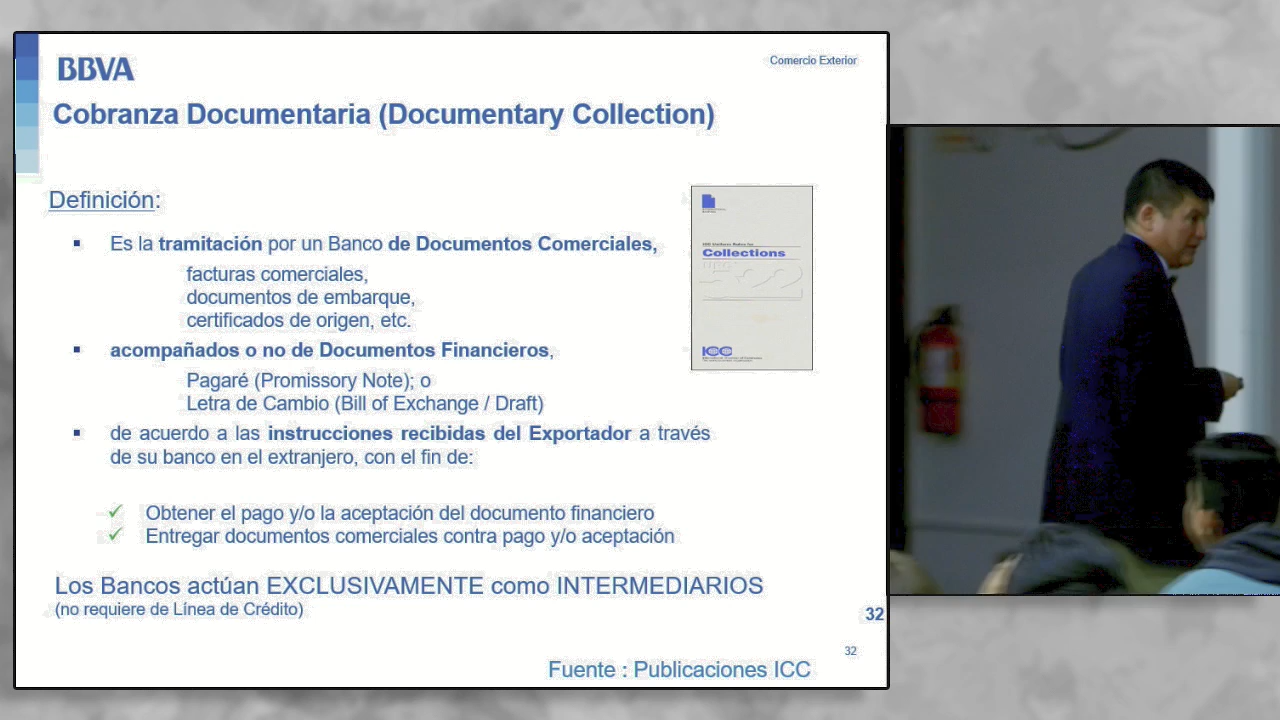 BBVA
Comercio Exterior
Cobranza Documentaria (Documentary Collection)
Definición:
▪ Es la tramitación por un Banco de Documentos Comerciales,
facturas comerciales,
documentos de embarque,
certificados de origen, etc.
▪ acompañados o no de Documentos Financieros,
Pagaré (Promissory Note); o
Letra de Cambio (Bill of Exchange / Draft)
▪ de acuerdo a las instrucciones recibidas del Exportador a través
de su banco en el extranjero, con el fin de:
✓ Obtener el pago y/o la aceptación del documento financiero
✓ Entregar documentos comerciales contra pago y/o aceptación
Los Bancos actúan EXCLUSIVAMENTE como INTERMEDIARIOS
(no requiere de Línea de Crédito)
32
32
Fuente : Publicaciones ICC
Collections
ICC